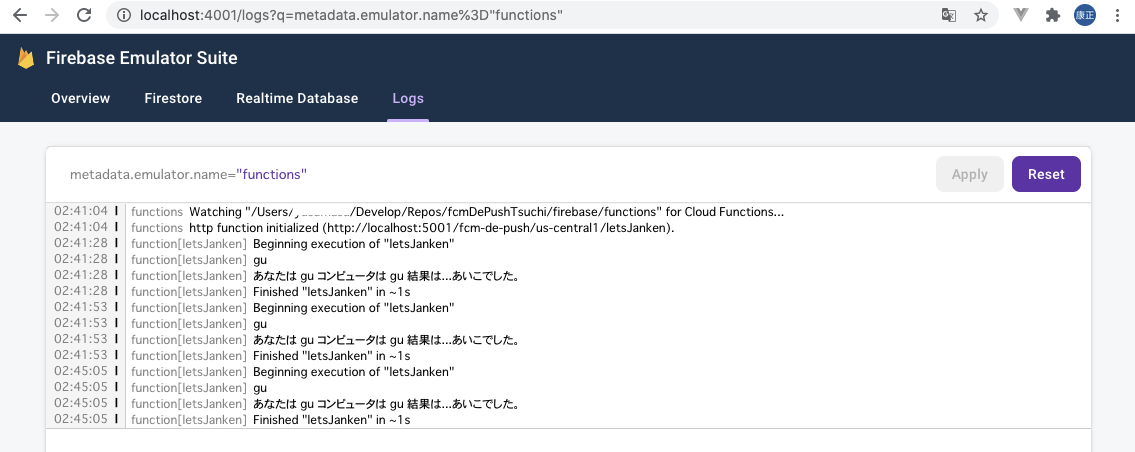 localhost:4001/logs?q=metadata.emulator.name%3D"functions"
康正
Firebase Emulator Suite
Overview Firestore Realtime Database Logs
metadata.emulator.name="functions" Apply Reset
02:41:04 I functions Watching "/Users/ /Develop/Repos/fcmDePushTsuchi/firebase/functions" for Cloud Functions...
02:41:04 I functions http function initialized (http://localhost:5001/fcm-de-push/us-central1/letsJanken).
02:41:28 I function[letsJanken] Beginning execution of "letsJanken"
02:41:28 I function[letsJanken] gu
02:41:28 I function[letsJanken] あなたは gu コンピュータは gu 結果は...あいこでした。
02:41:28 I function[letsJanken] Finished "letsJanken" in ~1s
02:41:53 I function[letsJanken] Beginning execution of "letsJanken"
02:41:53 I function[letsJanken] gu
02:41:53 I function[letsJanken] あなたは gu コンピュータは gu 結果は...あいこでした。
02:41:53 I function[letsJanken] Finished "letsJanken" in ~1s
02:45:05 I function[letsJanken] Beginning execution of "letsJanken"
02:45:05 I function[letsJanken] gu
02:45:05 I function[letsJanken] あなたは gu コンピュータは gu 結果は...あいこでした。
02:45:05 I function[letsJanken] Finished "letsJanken" in ~1s